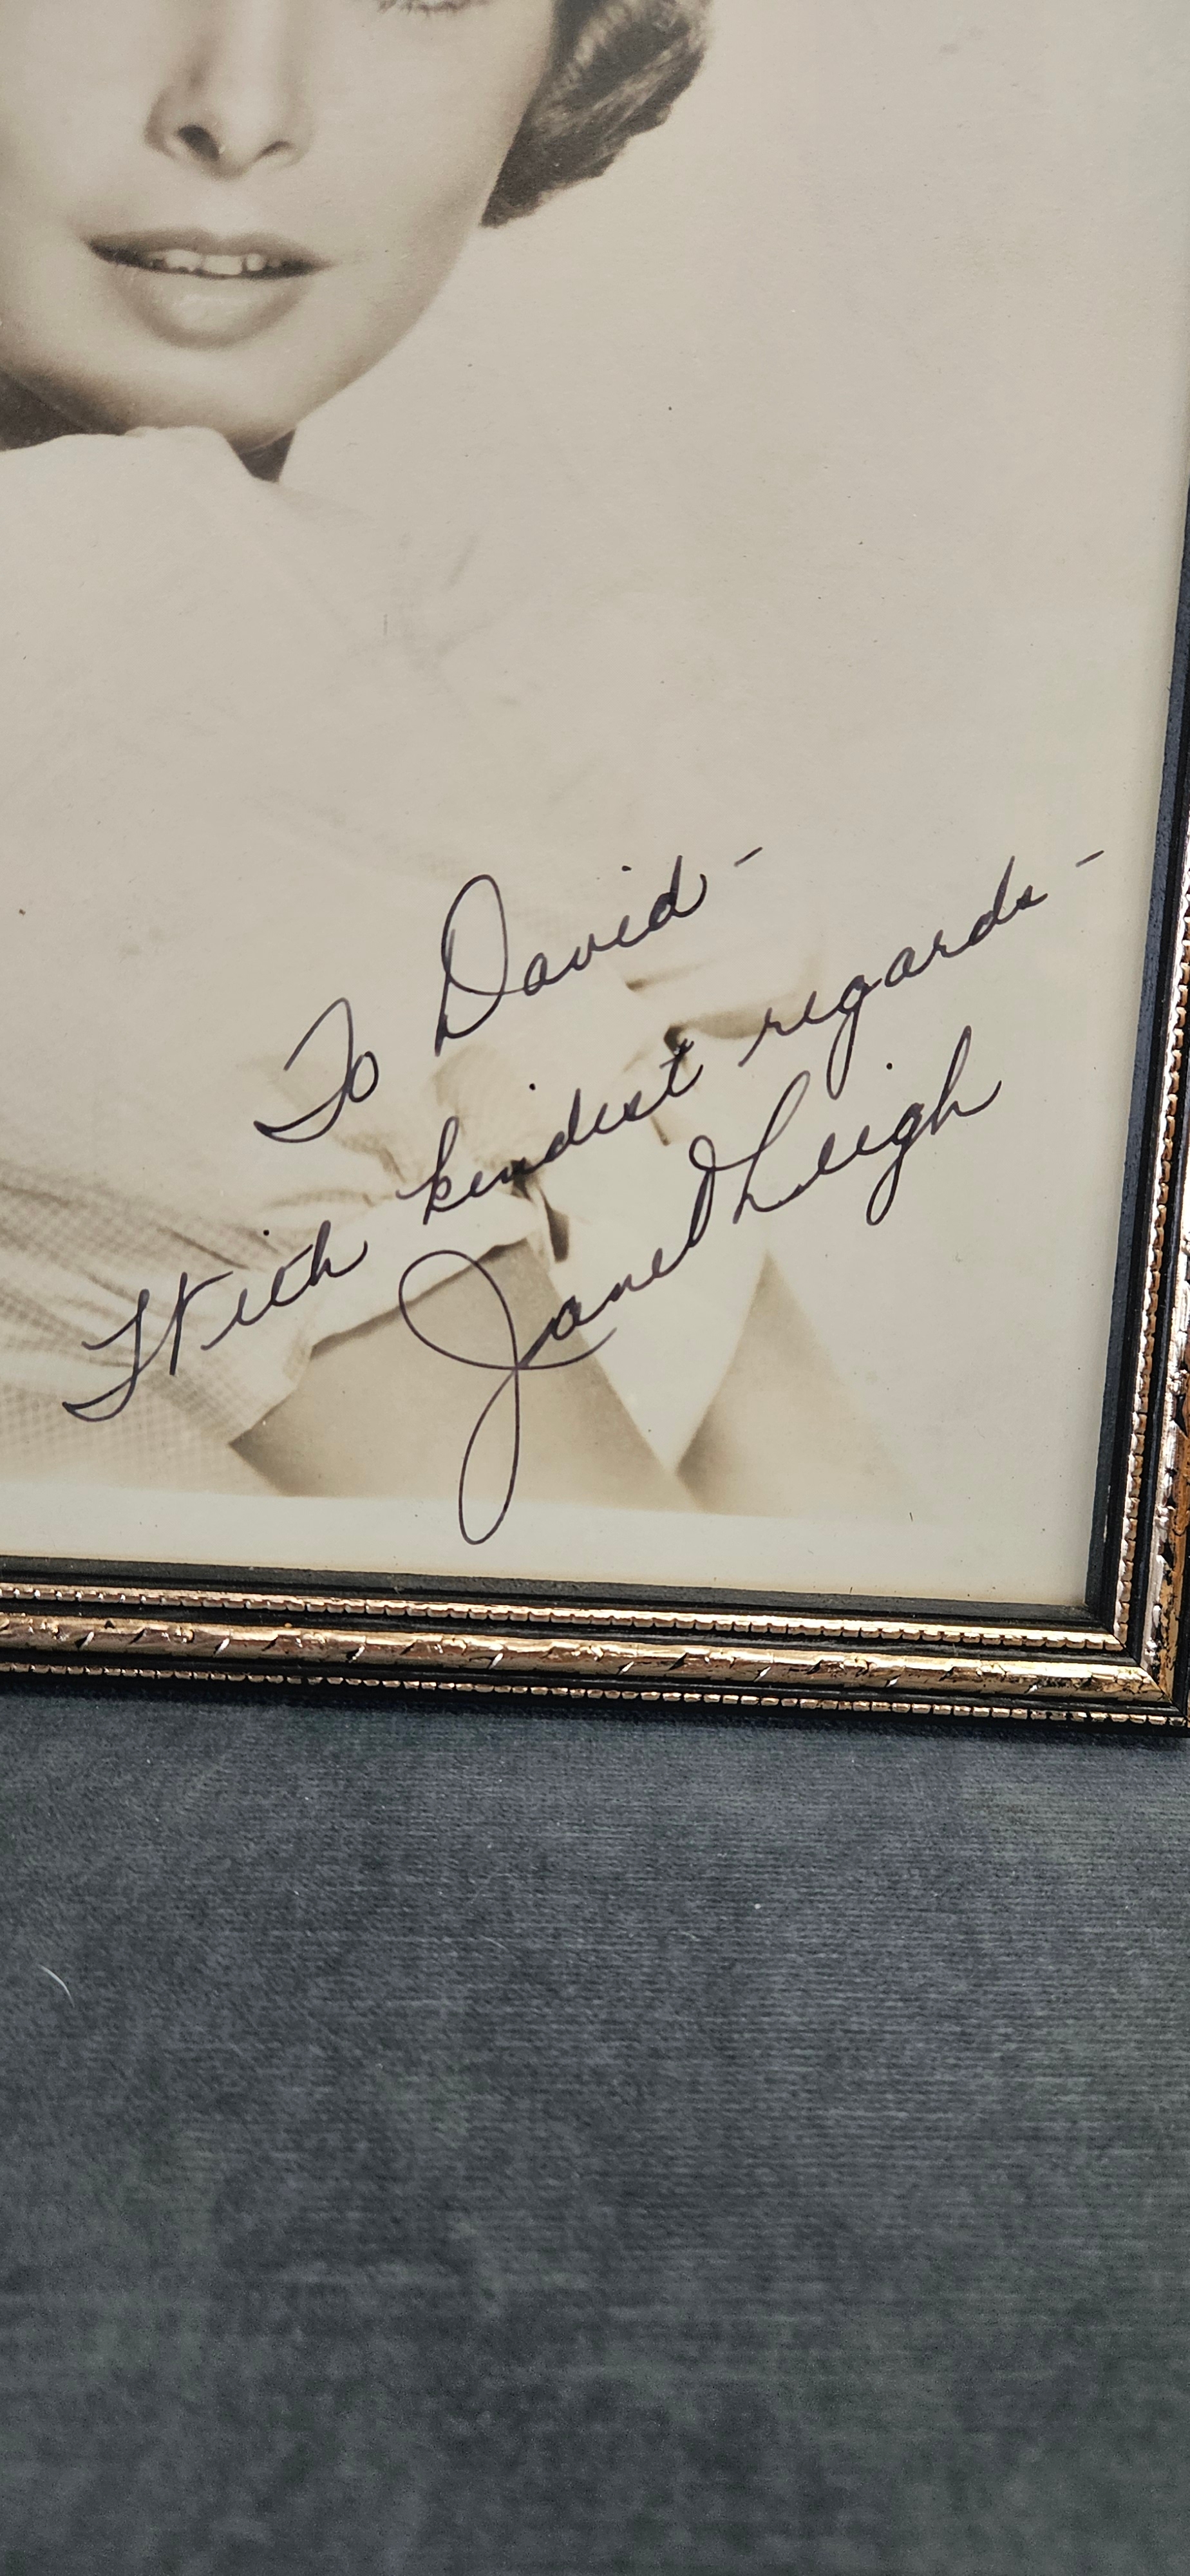 To David -
With kindest regards -
Janet Leigh